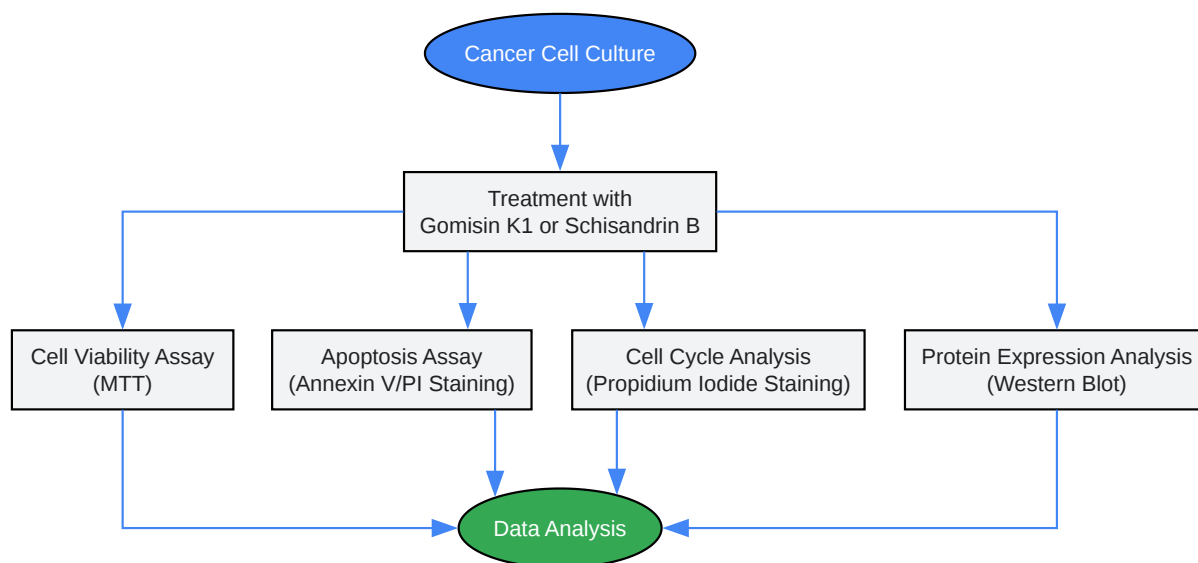 Cancer Cell Culture
Treatment with
Gomisin K1 or Schisandrin B
Cell Viability Assay
(MTT)
Apoptosis Assay
(Annexin V/PI Staining)
Cell Cycle Analysis
(Propidium Iodide Staining)
Protein Expression Analysis
(Western Blot)
Data Analysis